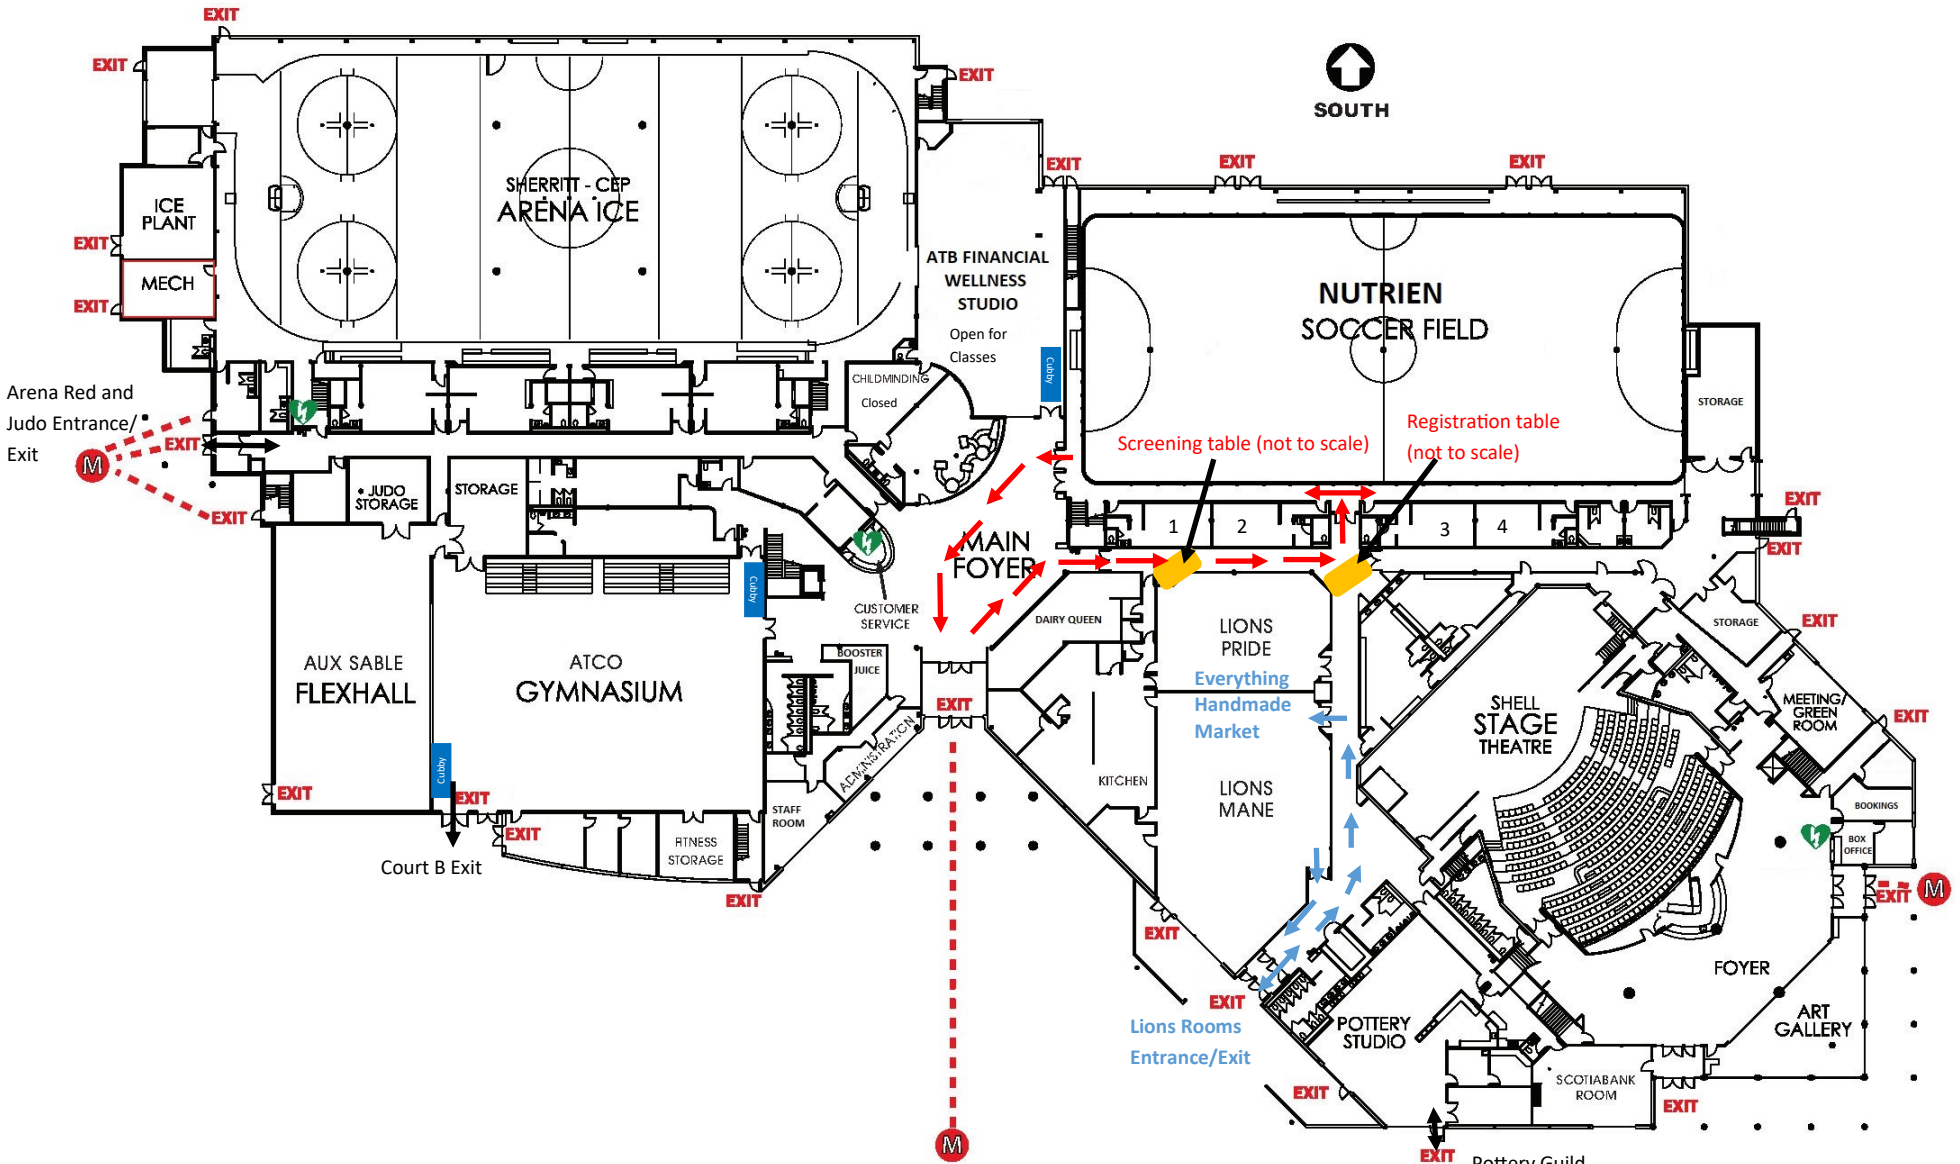 EXIT
EXIT
EXIT
SOUTH
EXIT
EXIT
EXIT
SHERRITT - CEP
ARENA ICE
ICE
PLANT
EXIT
MECH
EXIT
ATB FINANCIAL
WELLNESS
STUDIO
Open for
Classes
NUTRIEN
SOCCER FIELD
Cubby
CHILDMINDING
Closed
STORAGE
Arena Red and
Judo Entrance/
Exit
EXIT
M
EXIT
Screening table (not to scale)
Registration table
(not to scale)
JUDO
STORAGE
STORAGE
1
2
3
4
EXIT
EXIT
MAIN
FOYER
Cubby
CUSTOMER
SERVICE
DAIRY QUEEN
LIONS
PRIDE
STORAGE
EXIT
AUX SABLE
FLEXHALL
ATCO
GYMNASIUM
BOOSTER
JUICE
EXIT
Everything
Handmade
Market
SHELL
STAGE
THEATRE
MEETING/
GREEN
ROOM
EXIT
ADMINISTRATION
Cubby
EXIT
EXIT
KITCHEN
LIONS
MANE
STAFF
ROOM
BOOKINGS
EXIT
FITNESS
STORAGE
BOX
OFFICE
Court B Exit
EXIT
EXIT
M
EXIT
FOYER
EXIT
Lions Rooms
Entrance/Exit
POTTERY
STUDIO
ART
GALLERY
SCOTIABANK
ROOM
EXIT
EXIT
M
EXIT
Pottery Guild